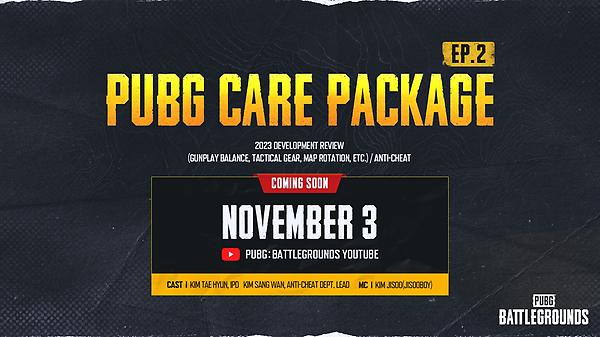 EP.2
PUBG CARE PACKAGE
2023 DEVELOPMENT REVIEW
(GUNPLAY BALANCE, TACTICAL GEAR, MAP ROTATION, ETC.) / ANTI-CHEAT
COMING SOON
NOVEMBER 3
PUBG: BATTLEGROUNDS YOUTUBE
CAST I KIM TAE HYUN, IPD KIM SANG WAN, ANTI-CHEAT DEPT. LEAD MC I KIM JISOO(JISOOBOY)
PUBG
BATTLEGROUNDS